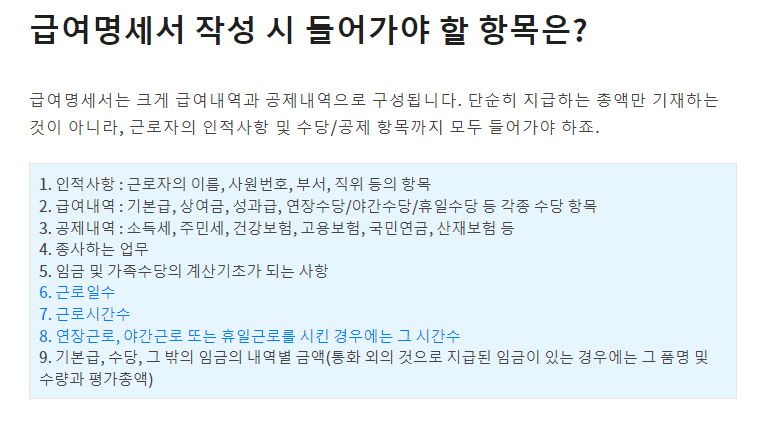 급여명세서 작성 시 들어가야 할 항목은?
급여명세서는 크게 급여내역과 공제내역으로 구성됩니다. 단순히 지급하는 총액만 기재하는
것이 아니라, 근로자의 인적사항 및 수당/공제 항목까지 모두 들어가야 하죠.
1. 인적사항 : 근로자의 이름, 사원번호, 부서, 직위 등의 항목
2. 급여내역 : 기본급, 상여금, 성과급, 연장수당/야간수당/휴일수당 등 각종 수당 항목
3. 공제내역 : 소득세, 주민세, 건강보험, 고용보험, 국민연금, 산재보험 등
4. 종사하는 업무
5. 임금 및 가족수당의 계산기초가 되는 사항
6. 근로일수
7. 근로시간수
8. 연장근로, 야간근로 또는 휴일근로를 시킨 경우에는 그 시간수
9. 기본급, 수당, 그 밖의 임금의 내역별 금액(통화 외의 것으로 지급된 임금이 있는 경우에는 그 품명 및
수량과 평가총액)